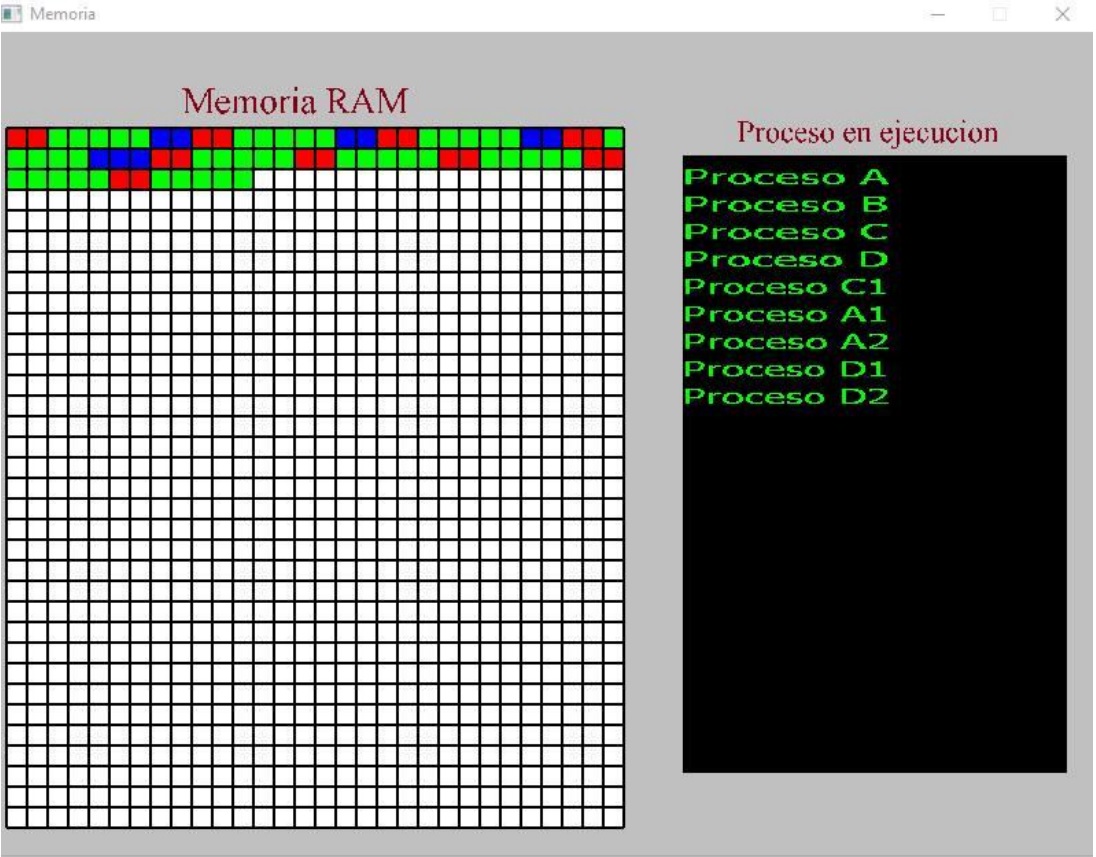 Memoria
Memoria RAM
Proceso en ejecucion
Proceso A
Proceso B
Proceso C
Proceso D
Proceso C1
Proceso A1
Proceso A2
Proceso D1
Proceso D2